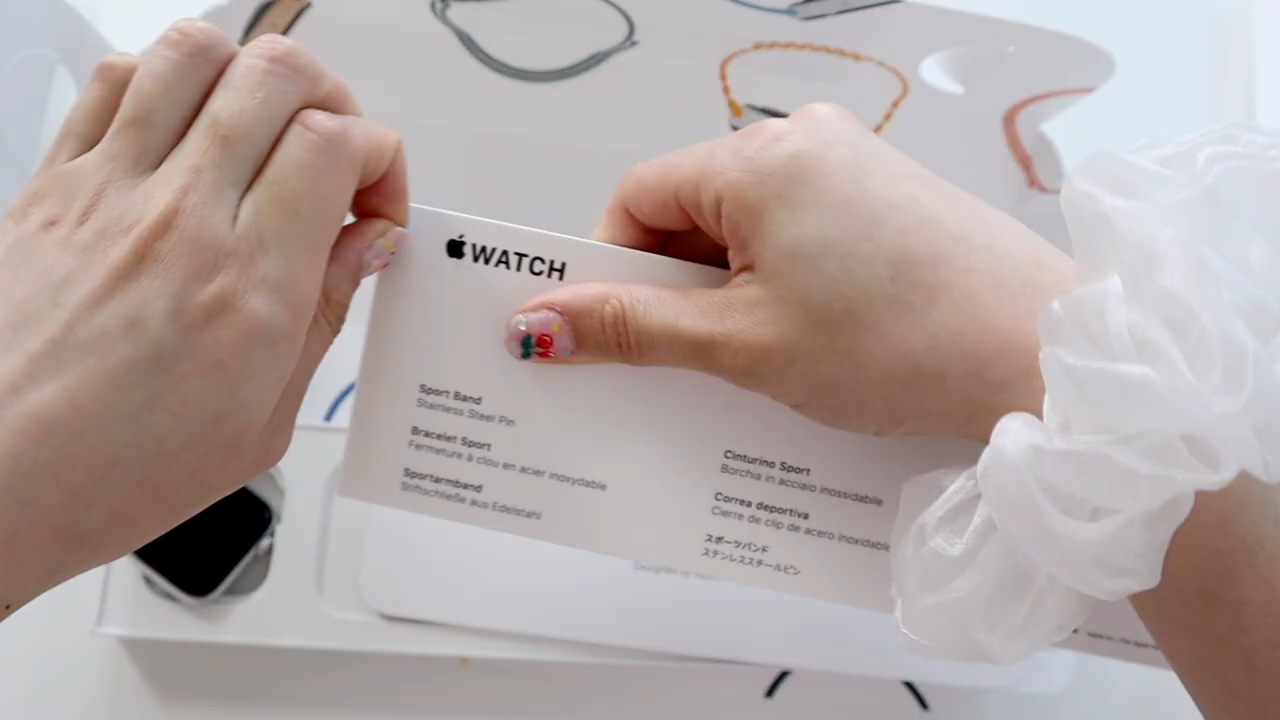 WATCH
Sport Band
Stainless Steel Pin
Bracelet Sport
Fermeture à clou en acier inoxydable
Sportarmband
Stiftschließe aus Edelstahl
Cinturino Sport
Borchia in acciaio inossidabile
Correa deportiva
Cierre de clip de acero inoxidable
スポーツバンド
ステンレススチールピン
Designed by